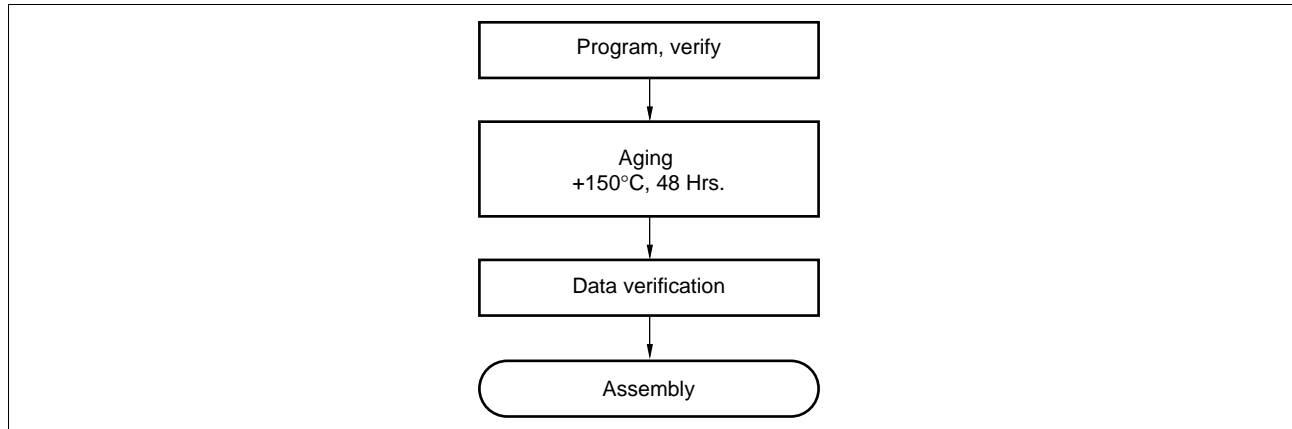 Program, verify
Aging
+150°C, 48 Hrs.
Data verification
Assembly